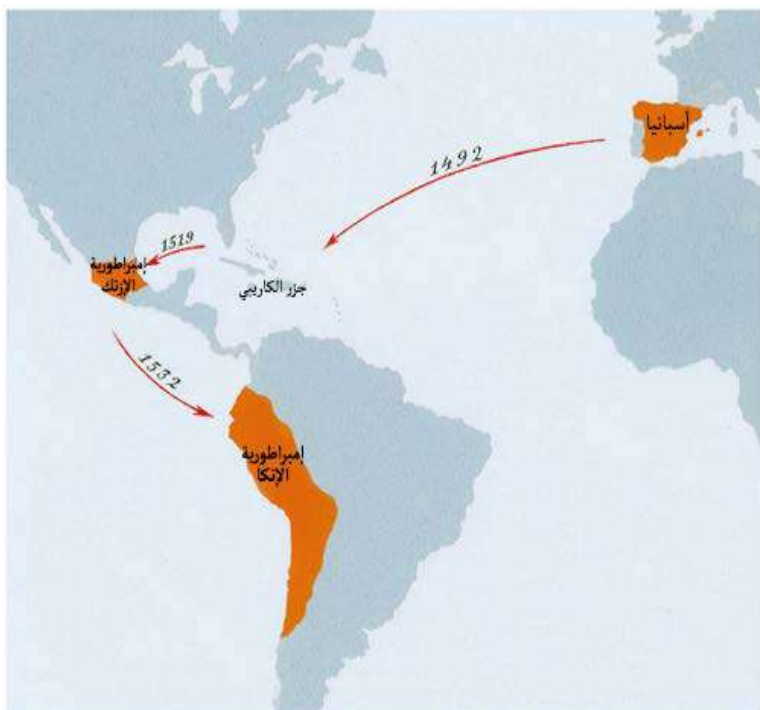 أسبانيا
1492
1519
إمبراطورية
الإزتك
جزر الكاريبي
1532
إمبراطورية
الإنكا